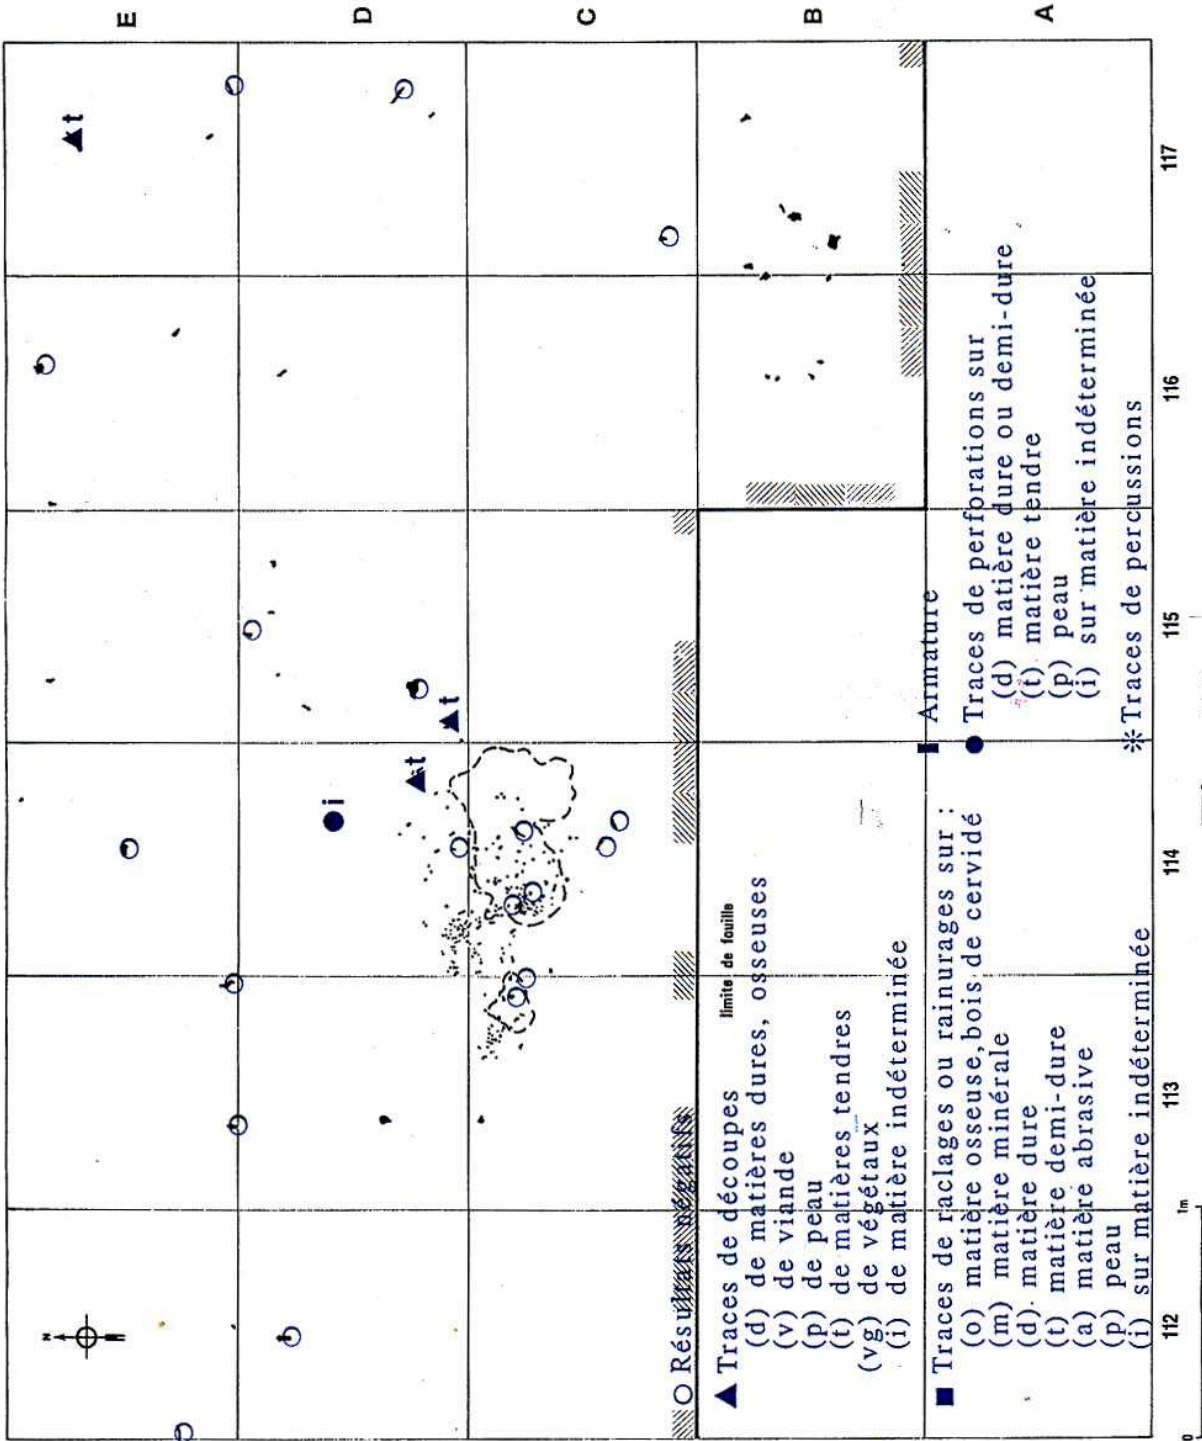 E
D
C
B
A
t
t
t
i
N
112
113
114
115
116
117
0
1m
limite de fouille
○ Résultats négatifs
▲ Traces de découpes
(d) de matières dures, osseuses
(v) de viande
(p) de peau
(t) de matières tendres
(vg) de végétaux
(i) de matière indéterminée
■ Traces de raclages ou rainurages sur :
(o) matière osseuse, bois de cervidé
(m) matière minérale
(d) matière dure
(t) matière demi-dure
(a) matière abrasive
(p) peau
(i) sur matière indéterminée
Armature
● Traces de perforations sur
(d) matière dure ou demi-dure
(t) matière tendre
(p) peau
(i) sur matière indéterminée
※ Traces de percussions